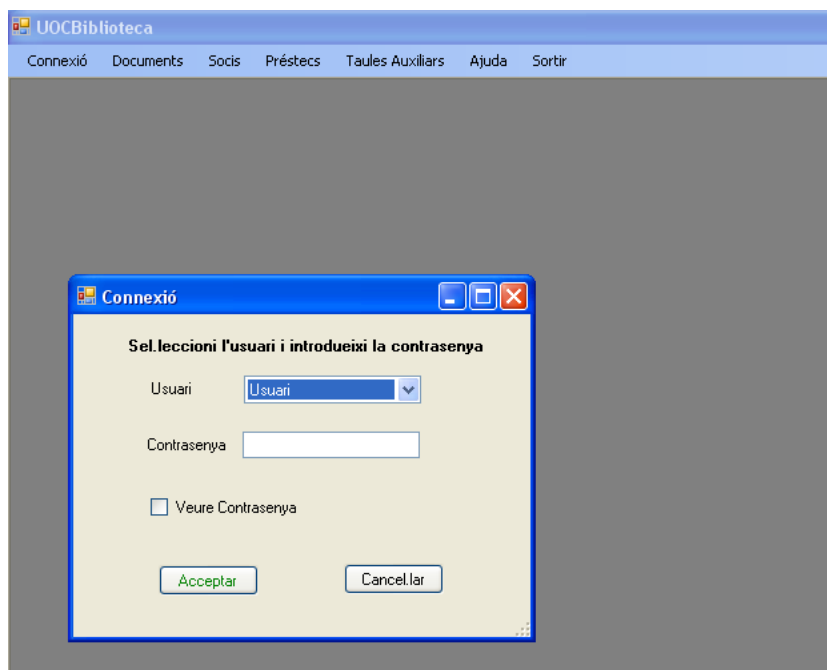 UOCBiblioteca
Connexió Documents Socis Préstecs Taules Auxiliars Ajuda Sortir
Connexió
Sel.leccioni l'usuari i introdueixi la contrasenya
Usuari Usuari
Contrasenya
Veure Contrasenya
Acceptar Cancel.lar